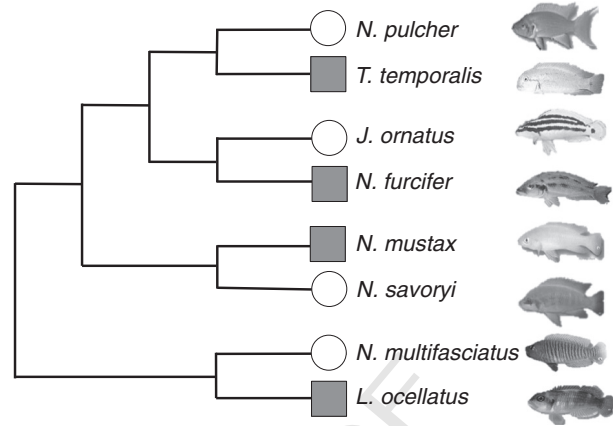 N. pulcher
T. temporalis
J. ornatus
N. furcifer
N. mustax
N. savoryi
N. multifasciatus
L. ocellatus